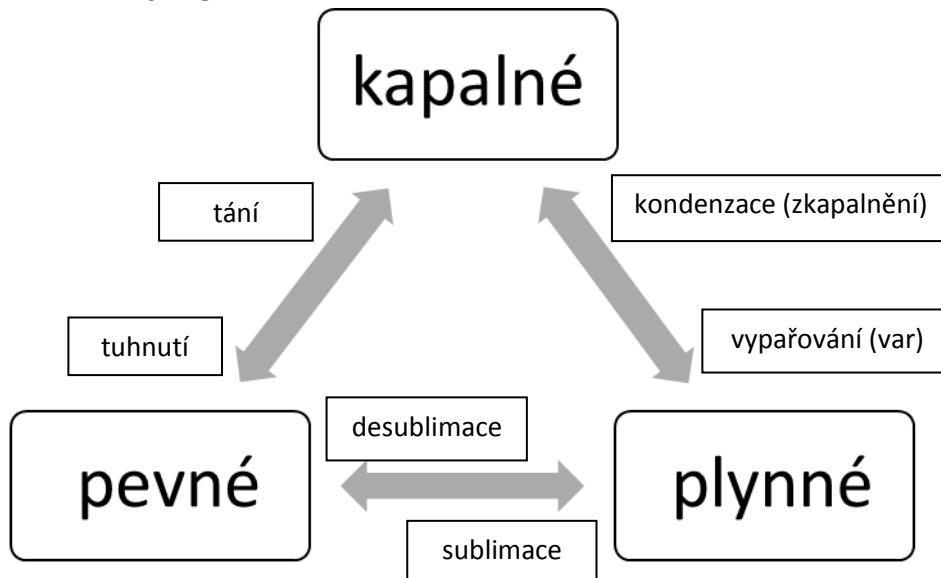 kapalné
tání
kondenzace (zkapalnění)
tuhnutí
vypařování (var)
desublimace
pevné
plynné
sublimace